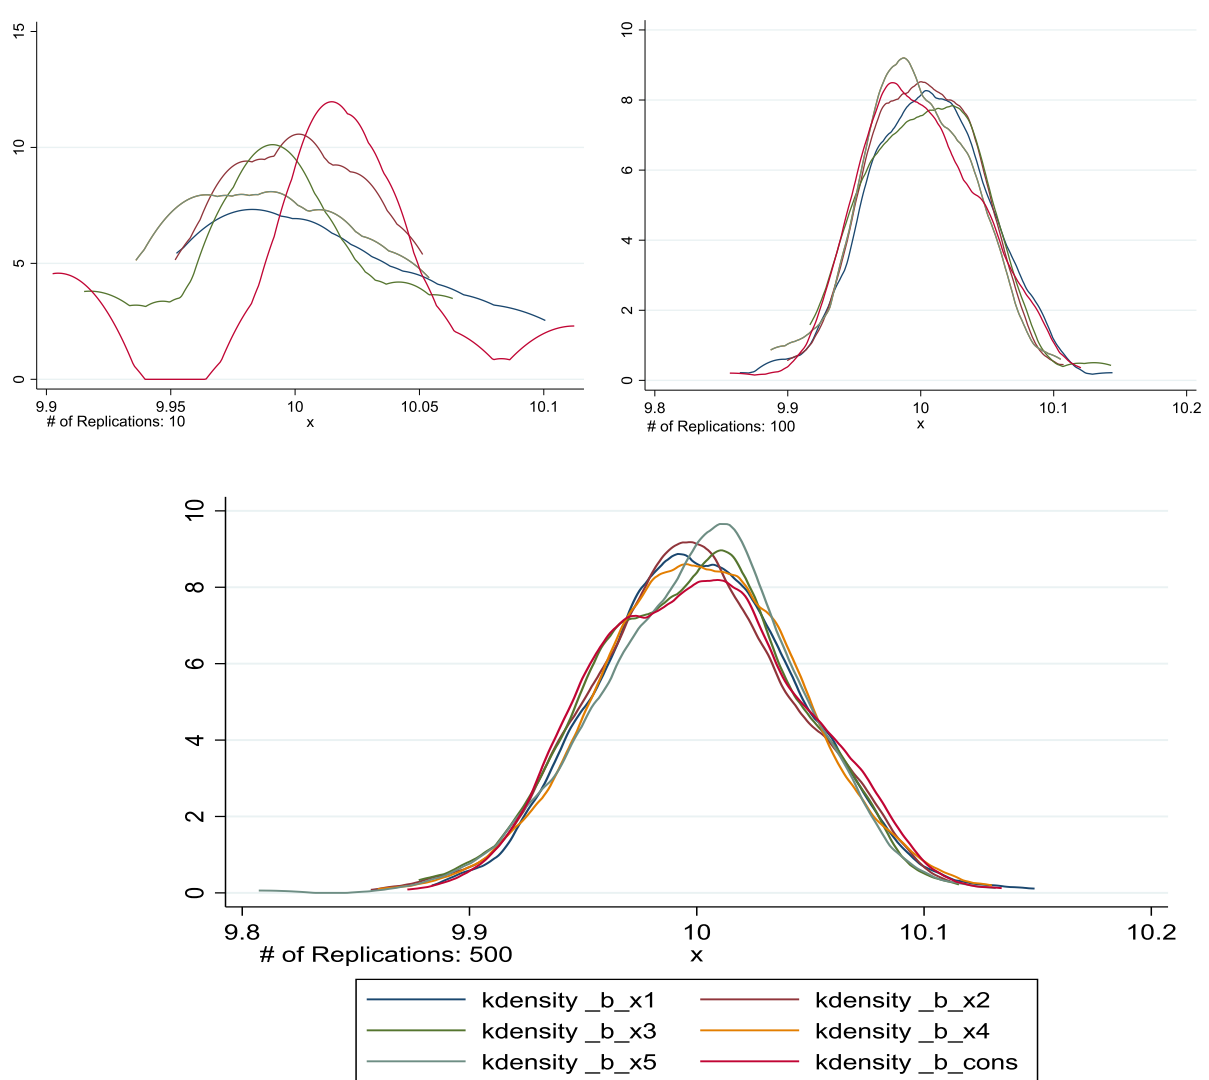 15
10
5
0
9.9 9.95 10 10.05 10.1
# of Replications: 10 x
10
8
6
4
2
0
9.8 9.9 10 10.1 10.2
# of Replications: 100 x
10
8
6
4
2
0
9.8 9.9 10 10.1 10.2
# of Replications: 500 x
kdensity _b_x1 kdensity _b_x2
kdensity _b_x3 kdensity _b_x4
kdensity _b_x5 kdensity _b_cons